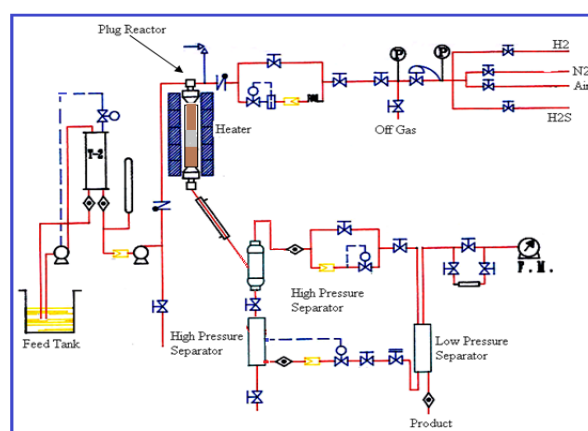 Plug Reactor
H2
N2
Air
H2S
P
P
Heater
Off Gas
T-2
High Pressure
Separator
F.M.
High Pressure
Separator
Low Pressure
Separator
Feed Tank
Product